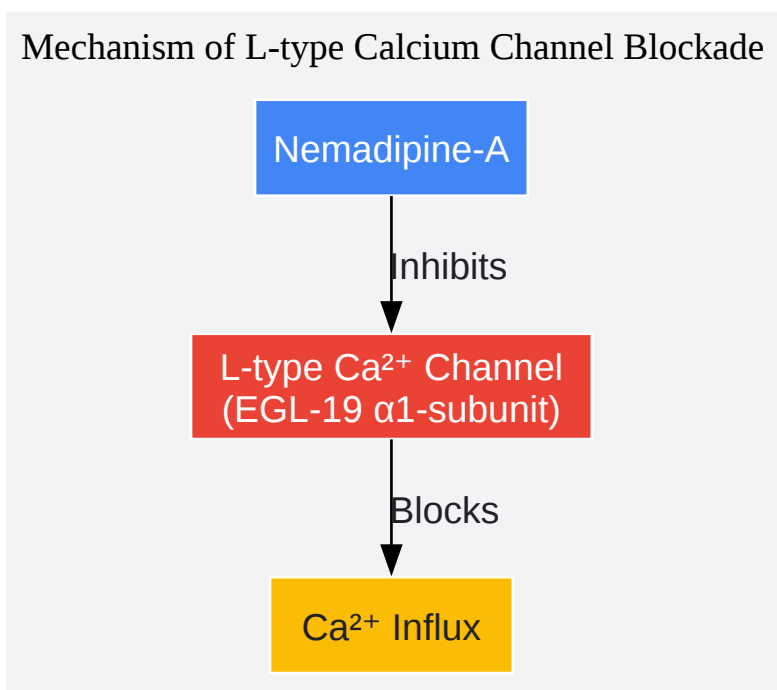 Mechanism of L-type Calcium Channel Blockade
Nemadipine-A
Inhibits
L-type Ca²⁺ Channel
(EGL-19 α1-subunit)
Blocks
Ca²⁺ Influx